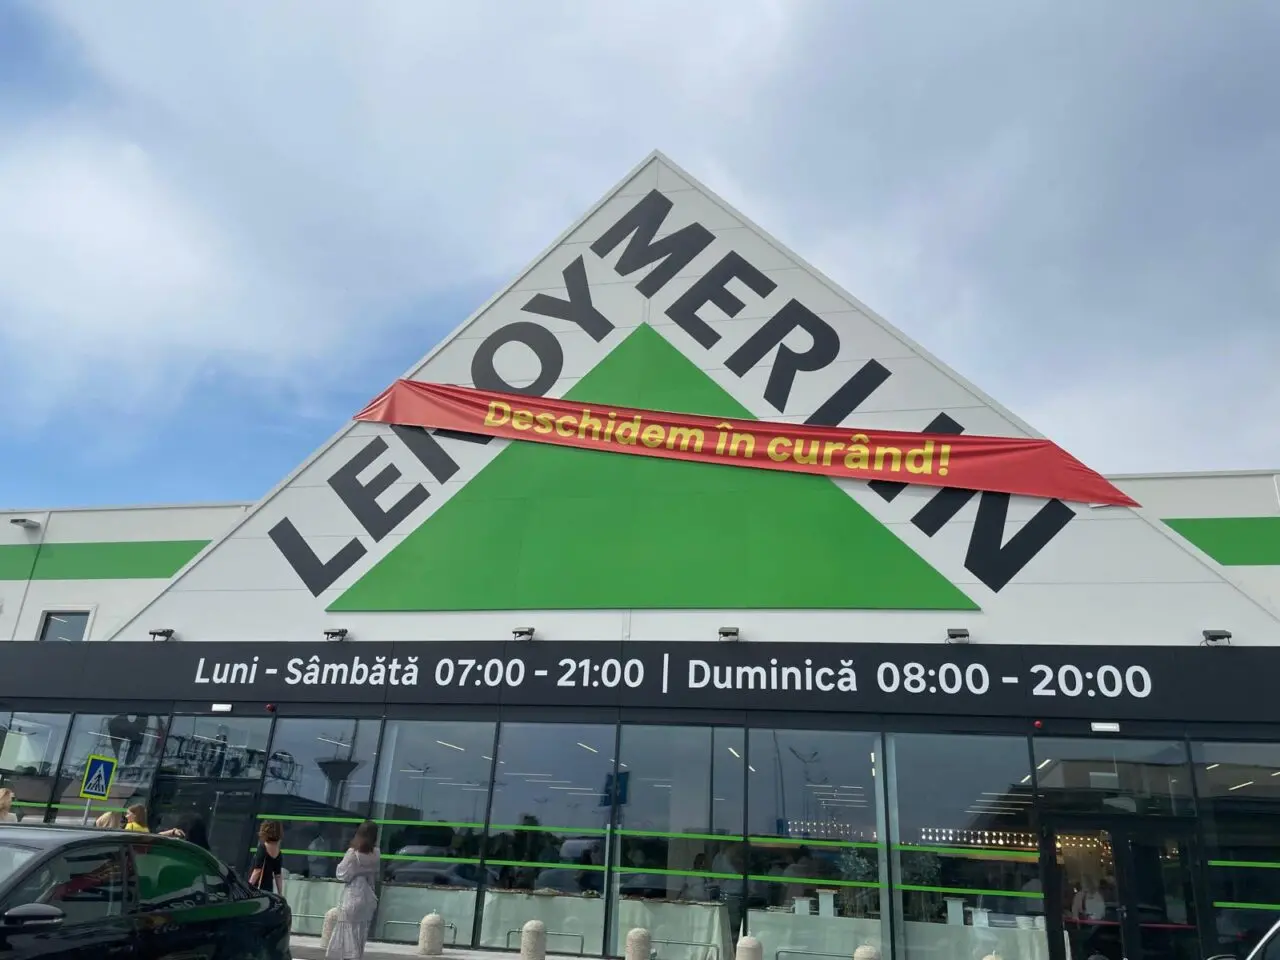 LEROY MERLIN
Deschidem în curând!
Luni - Sâmbătă 07:00 - 21:00 | Duminică 08:00 - 20:00